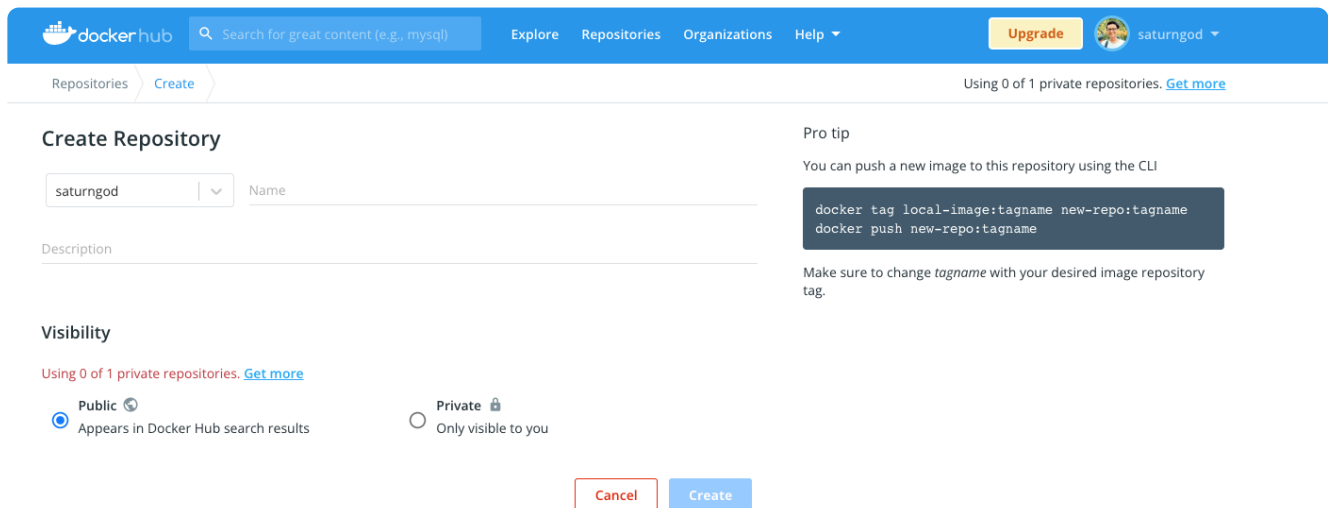 dockerhub
Search for great content (e.g., mysql)
Explore
Repositories
Organizations
Help
Upgrade
saturngod
Repositories
Create
Using 0 of 1 private repositories. Get more
Create Repository
saturngod
Name
Description
Visibility
Using 0 of 1 private repositories. Get more
Public
Appears in Docker Hub search results
Private
Only visible to you
Cancel
Create
Pro tip
You can push a new image to this repository using the CLI
docker tag local-image:tagname new-repo:tagname
docker push new-repo:tagname
Make sure to change tagname with your desired image repository
tag.